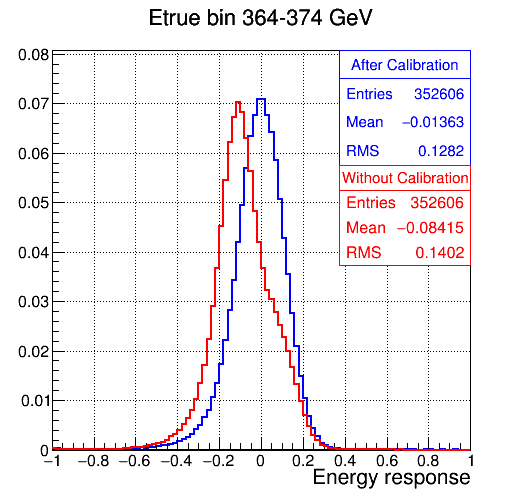 Etrue bin 364-374 GeV
0.08
0.07
0.06
0.05
0.04
0.03
0.02
0.01
0
After Calibration
Entries 352606
Mean −0.01363
RMS 0.1282
Without Calibration
Entries 352606
Mean −0.08415
RMS 0.1402
−1 −0.8 −0.6 −0.4 −0.2 0 0.2 0.4 0.6 0.8 1
Energy response